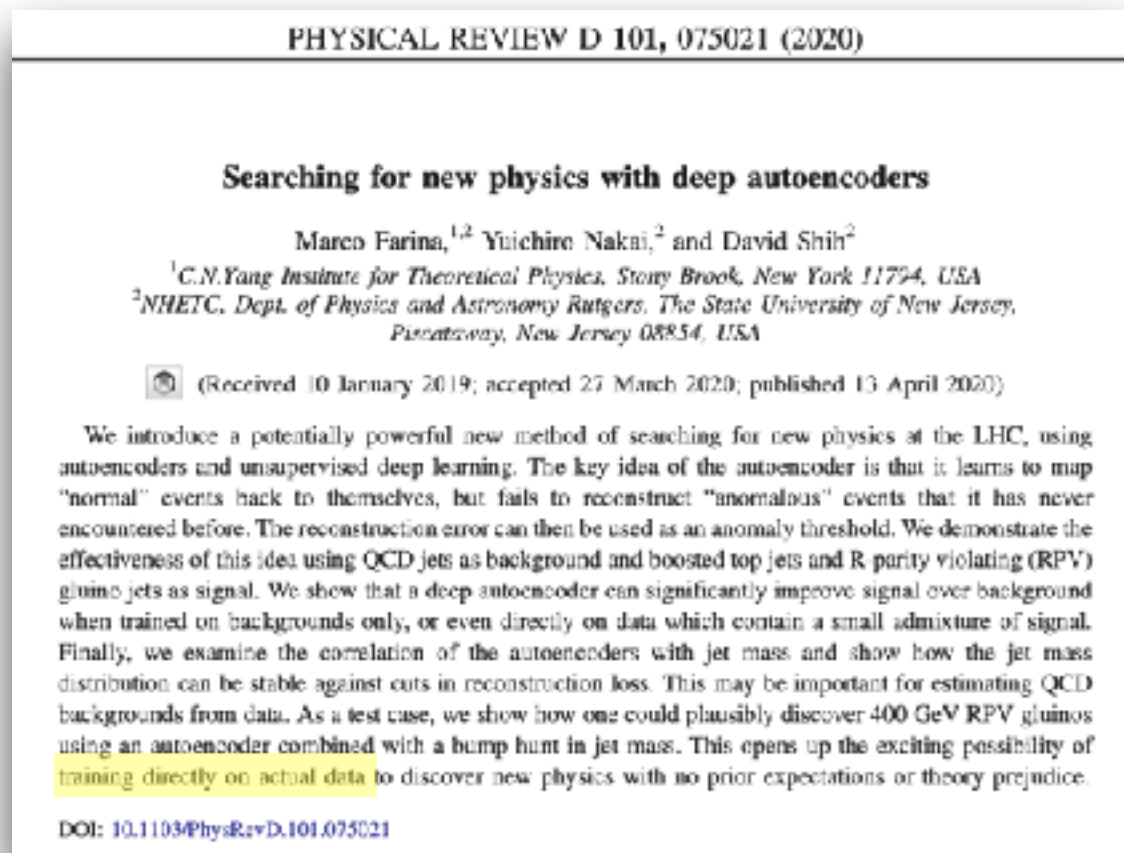 PHYSICAL REVIEW D 101, 075021 (2020)
Searching for new physics with deep autoencoders
Marco Farina,1,2 Yuichiro Nakai,2 and David Shih2
1C.N.Yang Institute for Theoretical Physics, Stony Brook, New York 11794, USA
2NHETC, Dept. of Physics and Astronomy Rutgers, The State University of New Jersey,
Piscataway, New Jersey 08854, USA
(Received 10 January 2019; accepted 27 March 2020; published 13 April 2020)
We introduce a potentially powerful new method of searching for new physics at the LHC, using
autoencoders and unsupervised deep learning. The key idea of the autoencoder is that it learns to map
“normal” events back to themselves, but fails to reconstruct “anomalous” events that it has never
encountered before. The reconstruction error can then be used as an anomaly threshold. We demonstrate the
effectiveness of this idea using QCD jets as background and boosted top jets and R parity violating (RPV)
gluino jets as signal. We show that a deep autoencoder can significantly improve signal over background
when trained on backgrounds only, or even directly on data which contain a small admixture of signal.
Finally, we examine the correlation of the autoencoders with jet mass and show how the jet mass
distribution can be stable against cuts in reconstruction loss. This may be important for estimating QCD
backgrounds from data. As a test case, we show how one could plausibly discover 400 GeV RPV gluinos
using an autoencoder combined with a bump hunt in jet mass. This opens up the exciting possibility of
training directly on actual data to discover new physics with no prior expectations or theory prejudice.
DOI: 10.1103/PhysRevD.101.075021